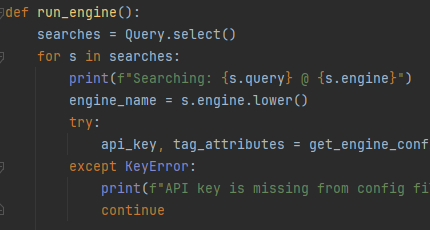 def run_engine():
searches = Query.select()
for s in searches:
print(f"Searching: {s.query} @ {s.engine}")
engine_name = s.engine.lower()
try:
api_key, tag_attributes = get_engine_conf
except KeyError:
print(f"API key is missing from config fi
continue